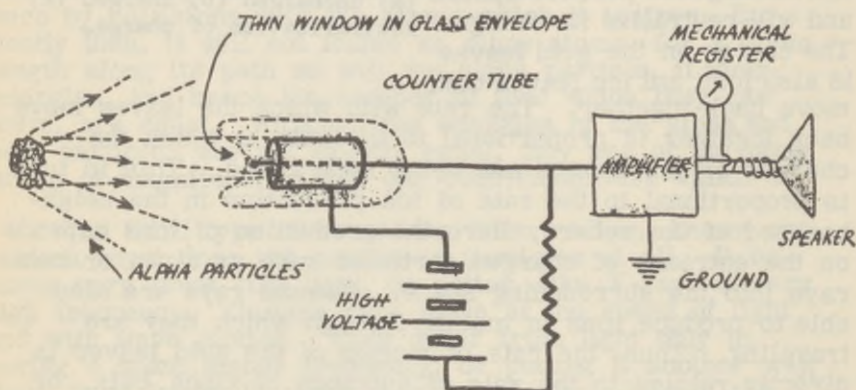 THIN WINDOW IN GLASS ENVELOPE
MECHANICAL
REGISTER
COUNTER TUBE
AMPLIFIER
SPEAKER
ALPHA PARTICLES
GROUND
HIGH
VOLTAGE